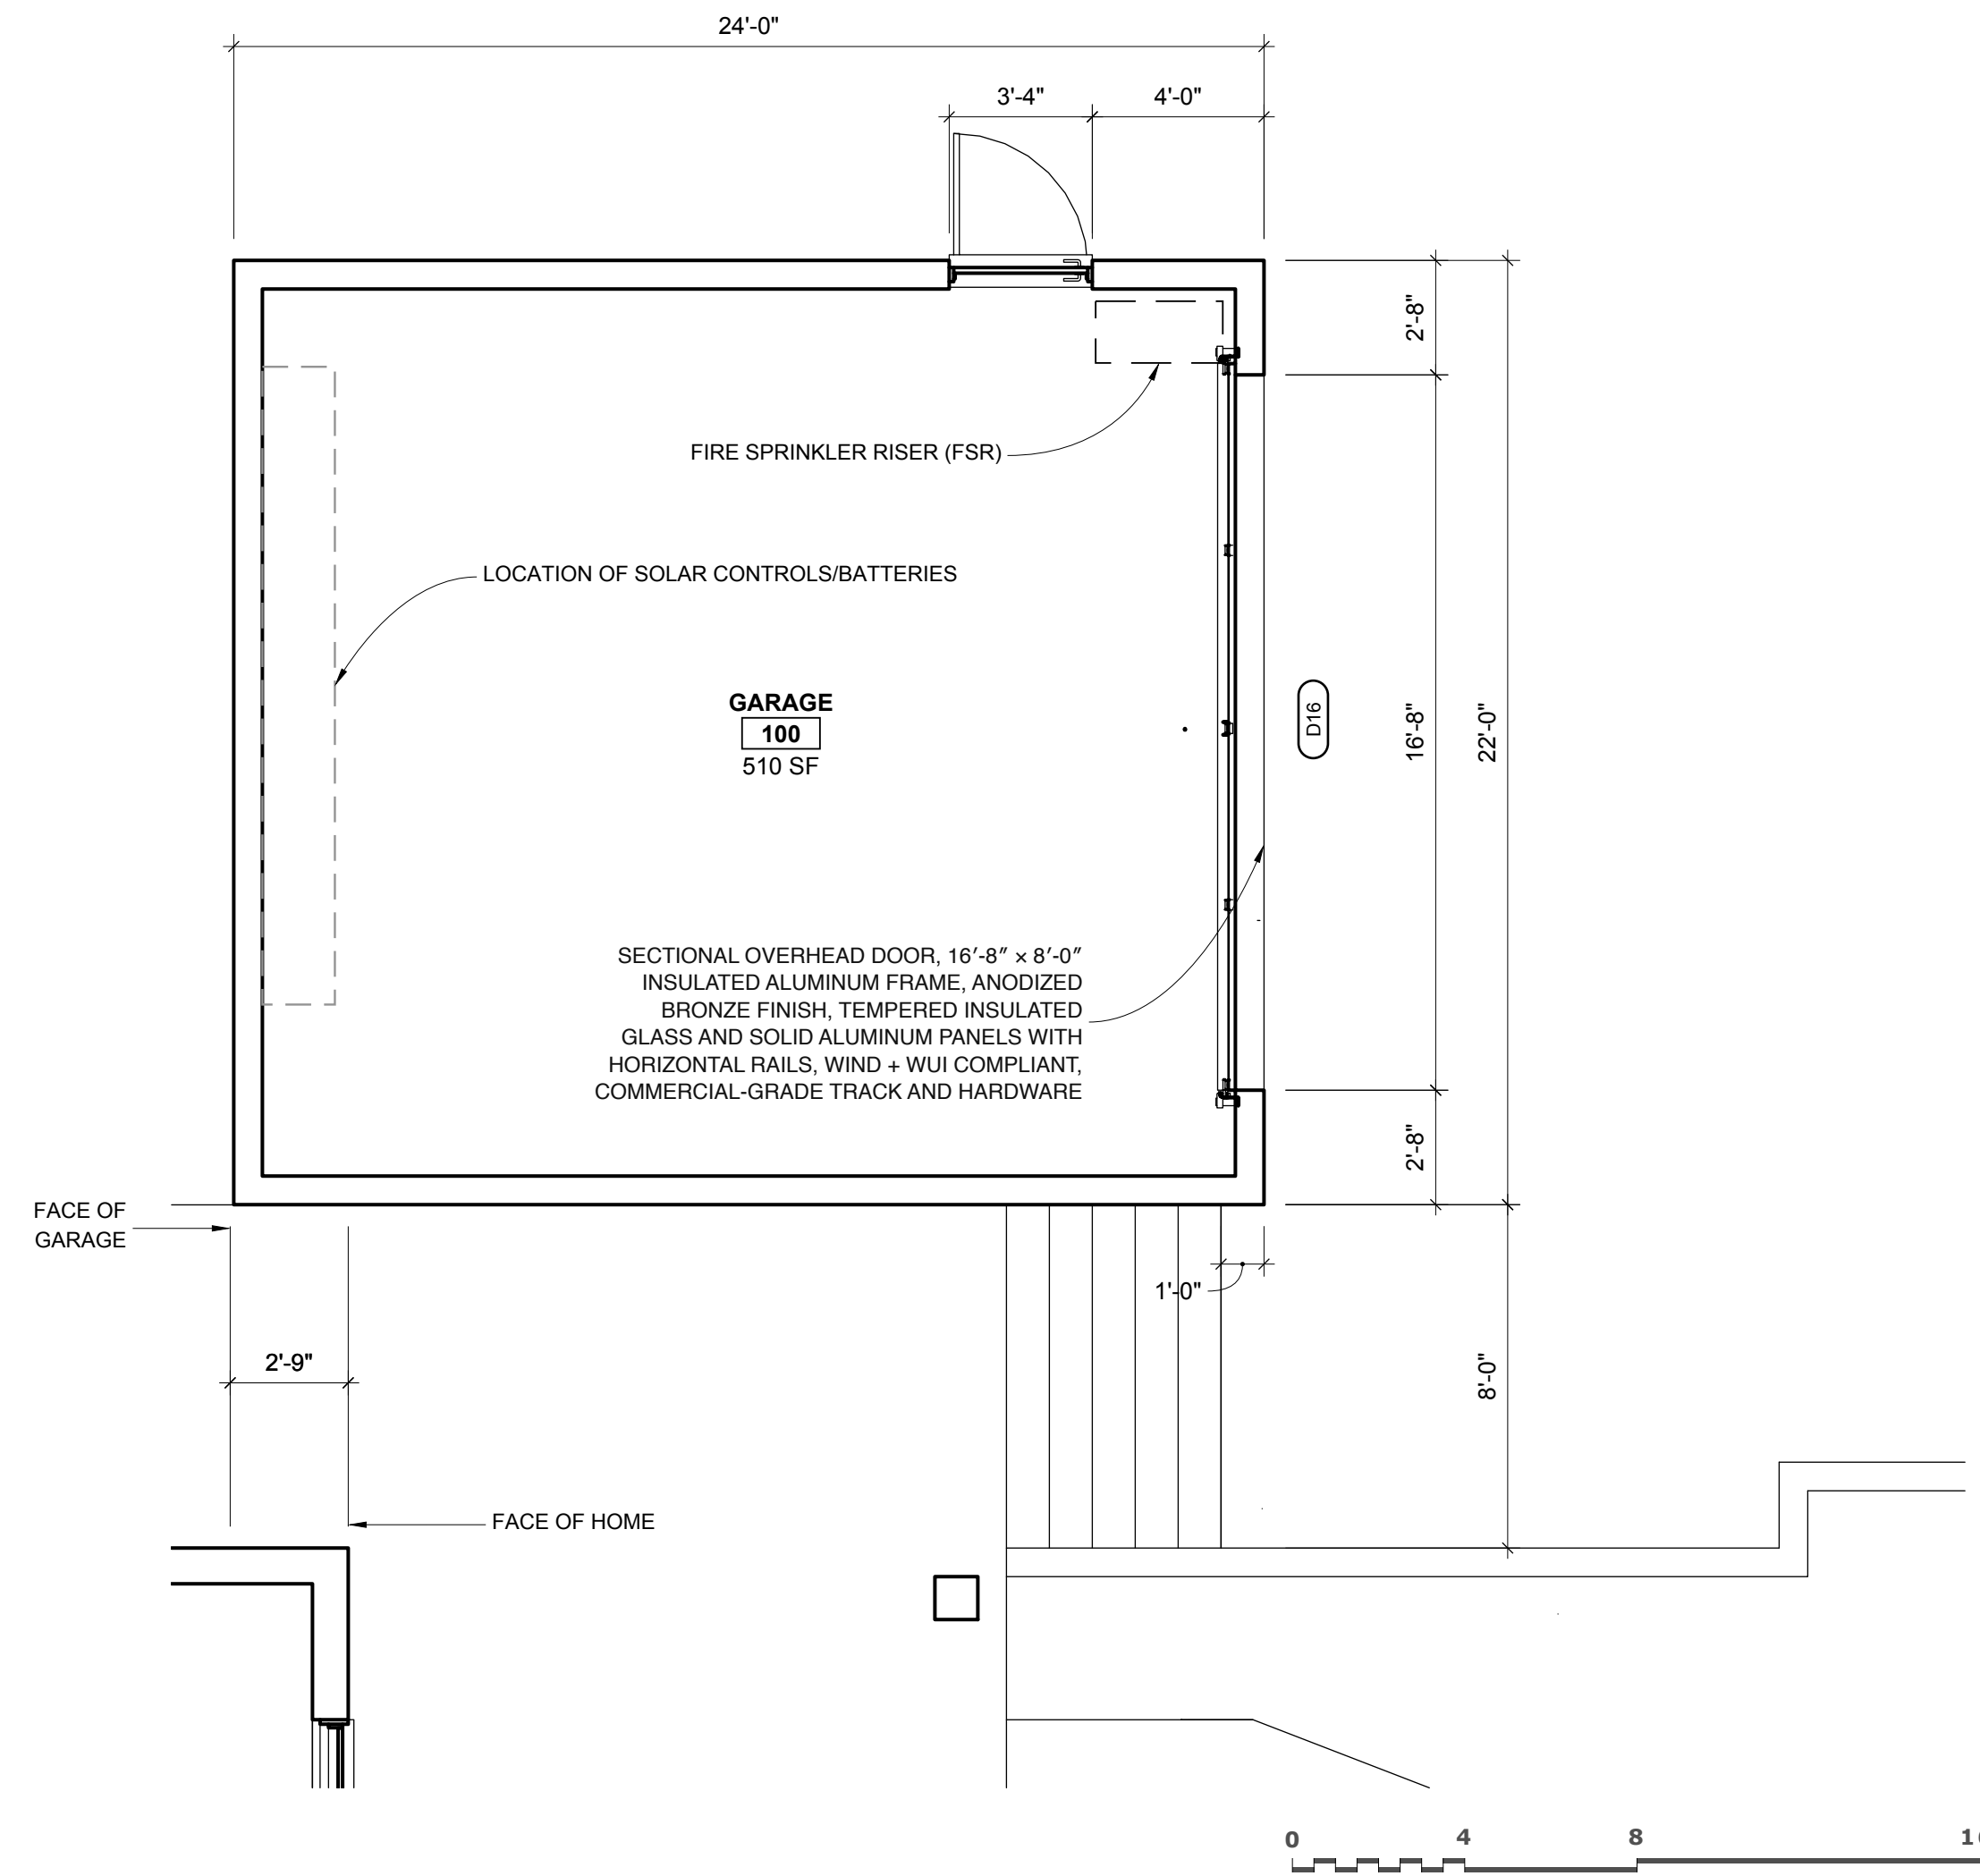 24'-0"
3'-4"
4'-0"
2'-8"
FIRE SPRINKLER RISER (FSR)
LOCATION OF SOLAR CONTROLS/BATTERIES
GARAGE
100
510 SF
D16
16'-8"
22'-0"
SECTIONAL OVERHEAD DOOR, 16′-8″ × 8′-0″
INSULATED ALUMINUM FRAME, ANODIZED
BRONZE FINISH, TEMPERED INSULATED
GLASS AND SOLID ALUMINUM PANELS WITH
HORIZONTAL RAILS, WIND + WUI COMPLIANT,
COMMERCIAL-GRADE TRACK AND HARDWARE
2'-8"
FACE OF
GARAGE
1'-0"
2'-9"
8'-0"
FACE OF HOME
0 4 8